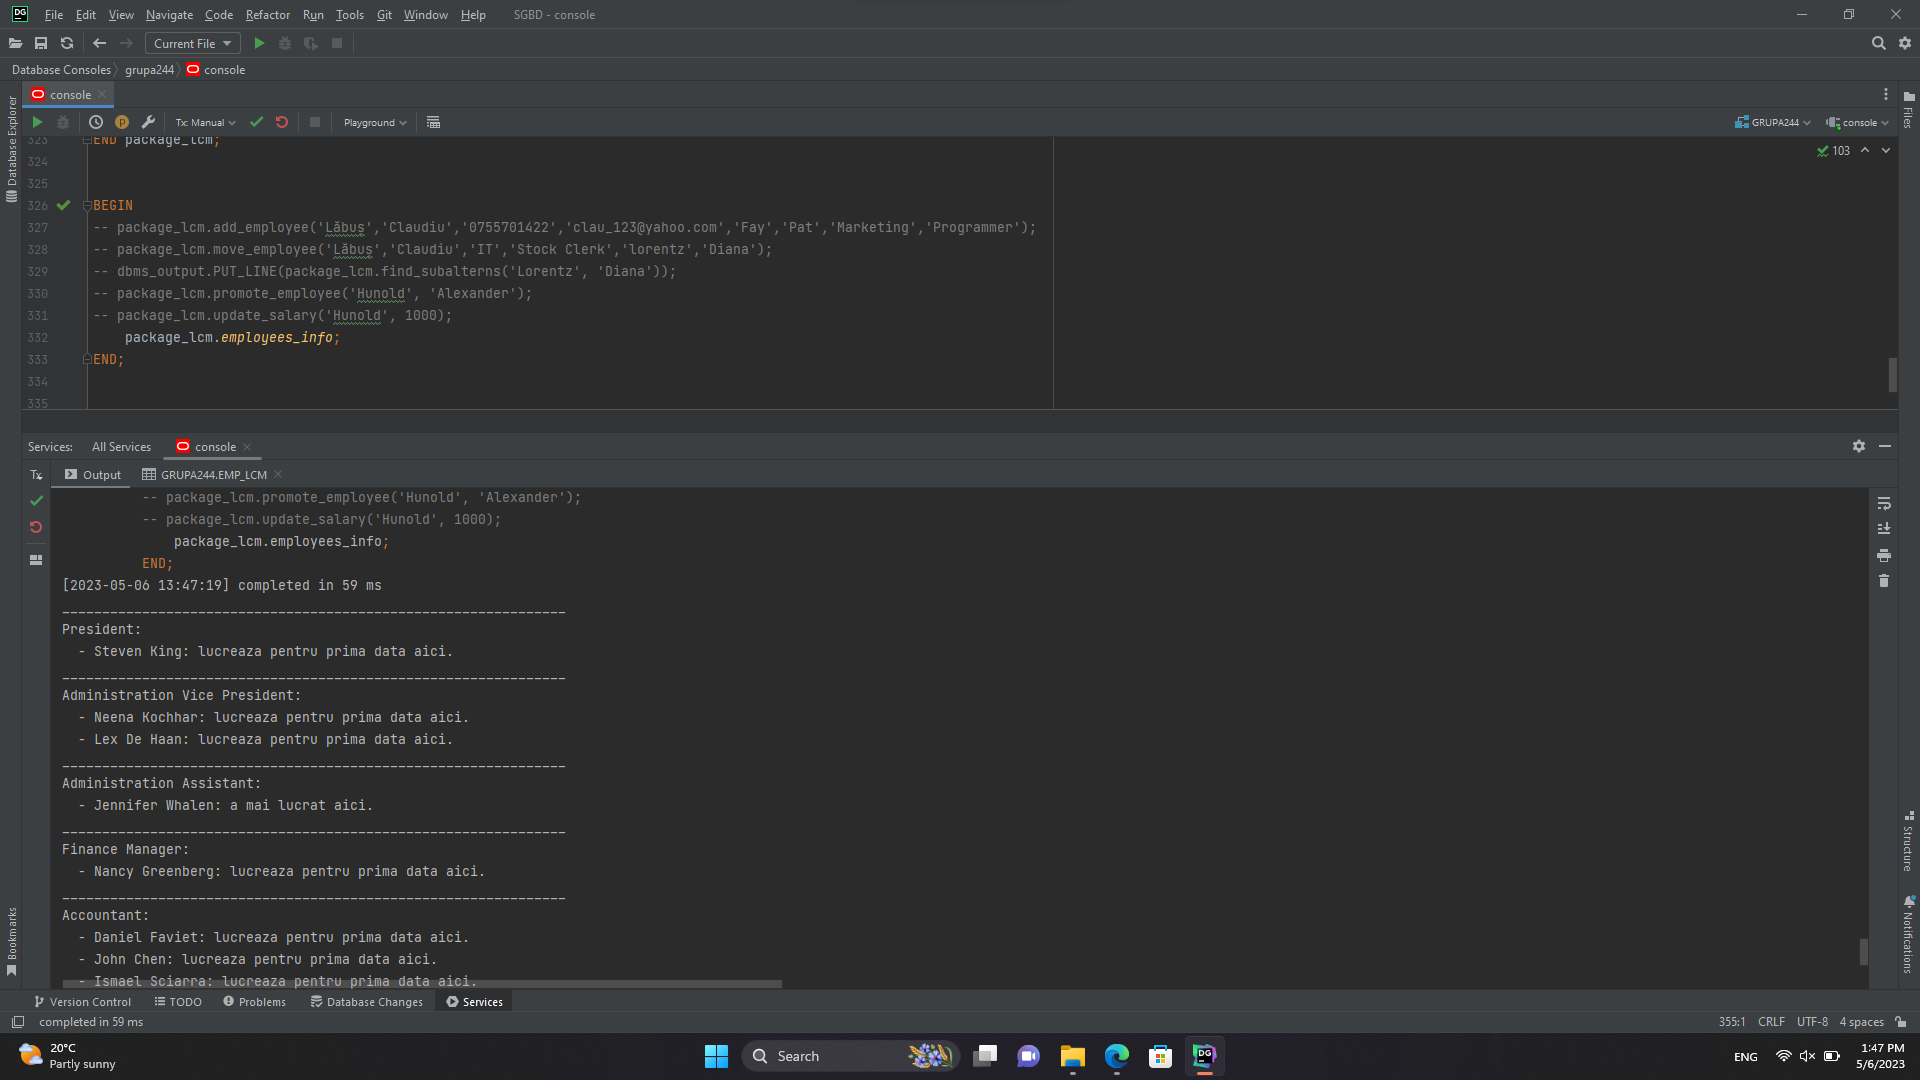 File Edit View Navigate Code Refactor Run Tools Git Window Help SGBD - console
Current File
Database Consoles grupa244 console
console
Tx: Manual Playground GRUPA244 console
323 END package_lcm;
324
325
326 BEGIN
327 -- package_lcm.add_employee('Lăbuș','Claudiu','0755701422','clau_123@yahoo.com','Fay','Pat','Marketing','Programmer');
328 -- package_lcm.move_employee('Lăbuș','Claudiu','IT','Stock Clerk','lorentz','Diana');
329 -- dbms_output.PUT_LINE(package_lcm.find_subalterns('Lorentz', 'Diana'));
330 -- package_lcm.promote_employee('Hunold', 'Alexander');
331 -- package_lcm.update_salary('Hunold', 1000);
332 package_lcm.employees_info;
333 END;
334
335
103
Database Explorer
Files
Services: All Services console
Tx Output GRUPA244.EMP_LCM
-- package_lcm.promote_employee('Hunold', 'Alexander');
-- package_lcm.update_salary('Hunold', 1000);
package_lcm.employees_info;
END;
[2023-05-06 13:47:19] completed in 59 ms
_______________________________________________________________
President:
- Steven King: lucreaza pentru prima data aici.
_______________________________________________________________
Administration Vice President:
- Neena Kochhar: lucreaza pentru prima data aici.
- Lex De Haan: lucreaza pentru prima data aici.
_______________________________________________________________
Administration Assistant:
- Jennifer Whalen: a mai lucrat aici.
_______________________________________________________________
Finance Manager:
- Nancy Greenberg: lucreaza pentru prima data aici.
_______________________________________________________________
Accountant:
- Daniel Faviet: lucreaza pentru prima data aici.
- John Chen: lucreaza pentru prima data aici.
- Ismael Sciarra: lucreaza pentru prima data aici.
Bookmarks
Structure
Notifications
Version Control TODO Problems Database Changes Services
completed in 59 ms 355:1 CRLF UTF-8 4 spaces
20°C
Partly sunny
Search
DG
ENG
1:47 PM
5/6/2023